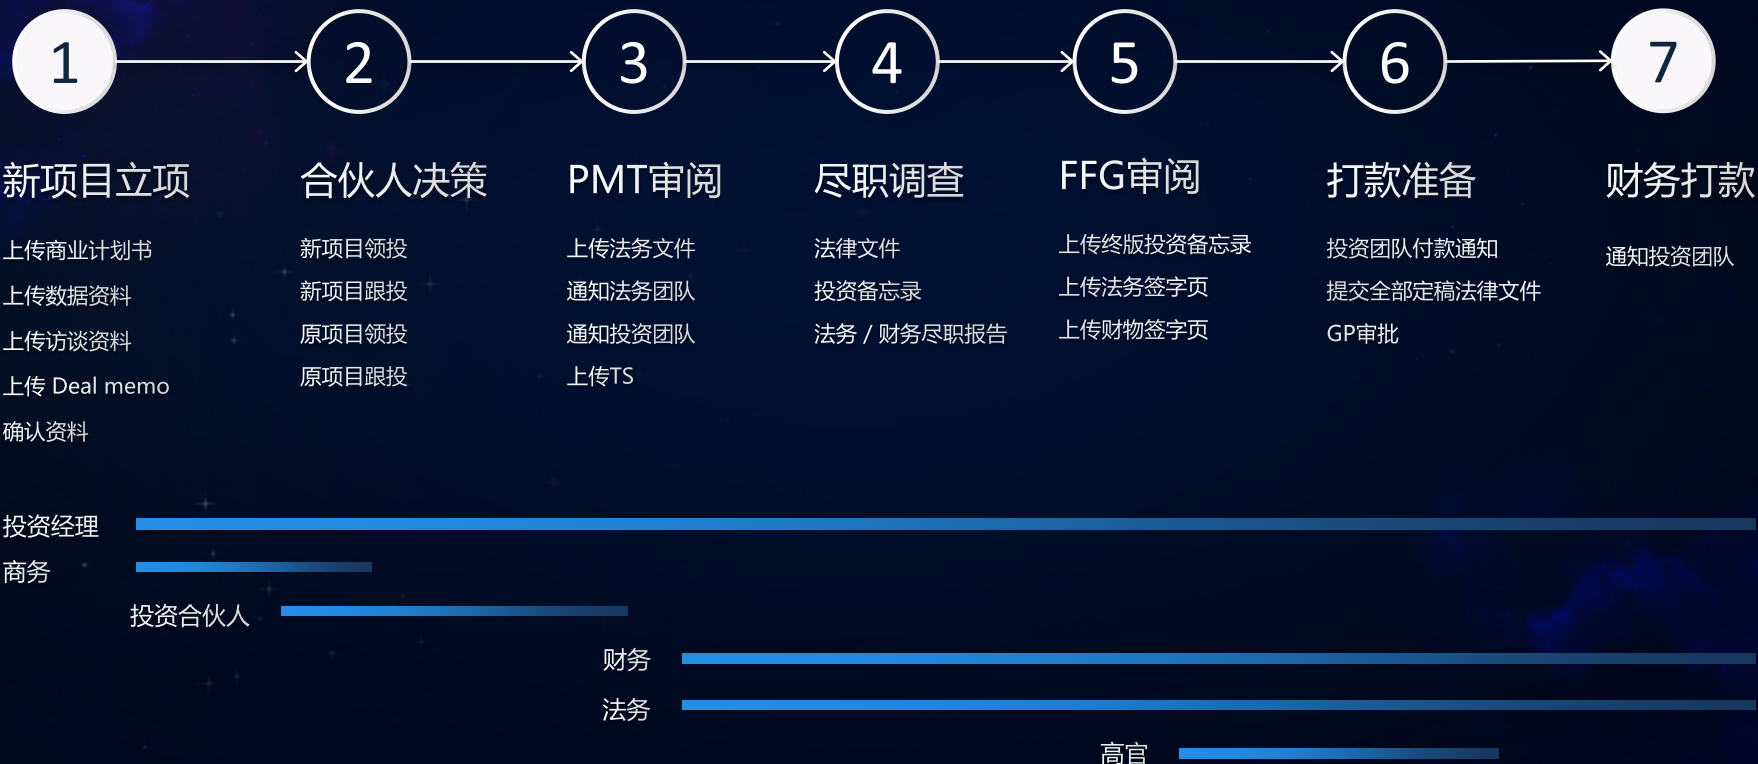 1 2 3 4 5 6 7
新项目立项
上传商业计划书
上传数据资料
上传访谈资料
上传 Deal memo
确认资料
合伙人决策
新项目领投
新项目跟投
原项目领投
原项目跟投
PMT审阅
上传法务文件
通知法务团队
通知投资团队
上传TS
尽职调查
法律文件
投资备忘录
法务 / 财务尽职报告
FFG审阅
上传终版投资备忘录
上传法务签字页
上传财物签字页
打款准备
投资团队付款通知
提交全部定稿法律文件
GP审批
财务打款
通知投资团队
投资经理
商务
投资合伙人
财务
法务
高官